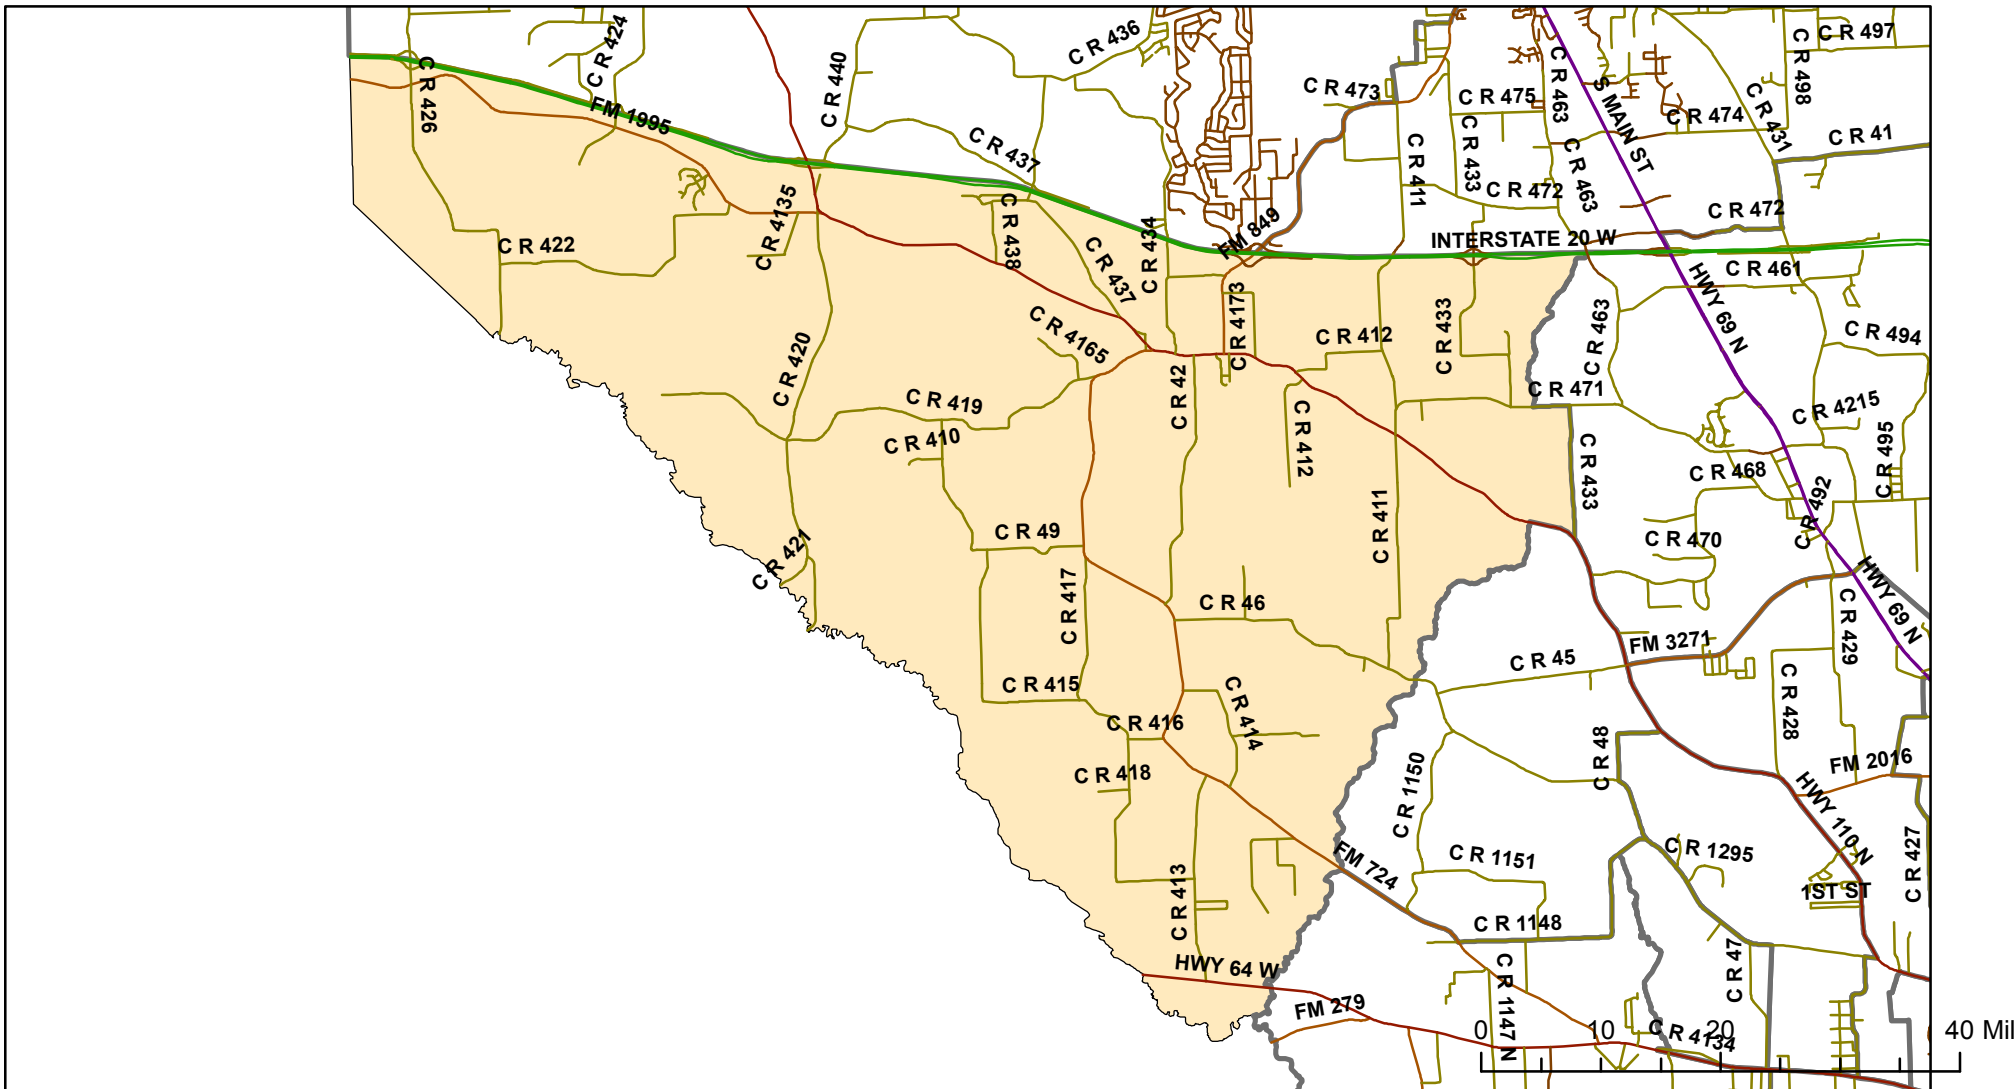 C R 424
C R 436
C R 440
C R 497
C R 498
C R 426
C R 473
C R 475
C R 463
S MAIN ST
C R 474
C R 431
C R 41
FM 1995
C R 437
C R 433
C R 411
C R 472
C R 463
C R 472
C R 4135
C R 438
C R 434
FM 849
INTERSTATE 20 W
C R 422
C R 437
C R 461
HWY 69 N
C R 4165
C R 4173
C R 412
C R 433
C R 463
C R 494
C R 420
C R 42
C R 471
C R 419
C R 410
C R 412
C R 4215
C R 495
C R 433
C R 468
C R 492
C R 421
C R 49
C R 411
C R 470
HWY 69 N
C R 417
C R 46
C R 429
FM 3271
C R 45
C R 415
C R 414
C R 428
C R 416
C R 418
C R 1150
C R 48
FM 2016
HWY 110 N
C R 427
FM 724
C R 1151
C R 1295
1ST ST
C R 413
C R 1148
C R 47
HWY 64 W
FM 279
C R 1147 N
C R 4134
0 10 20 40 Mil